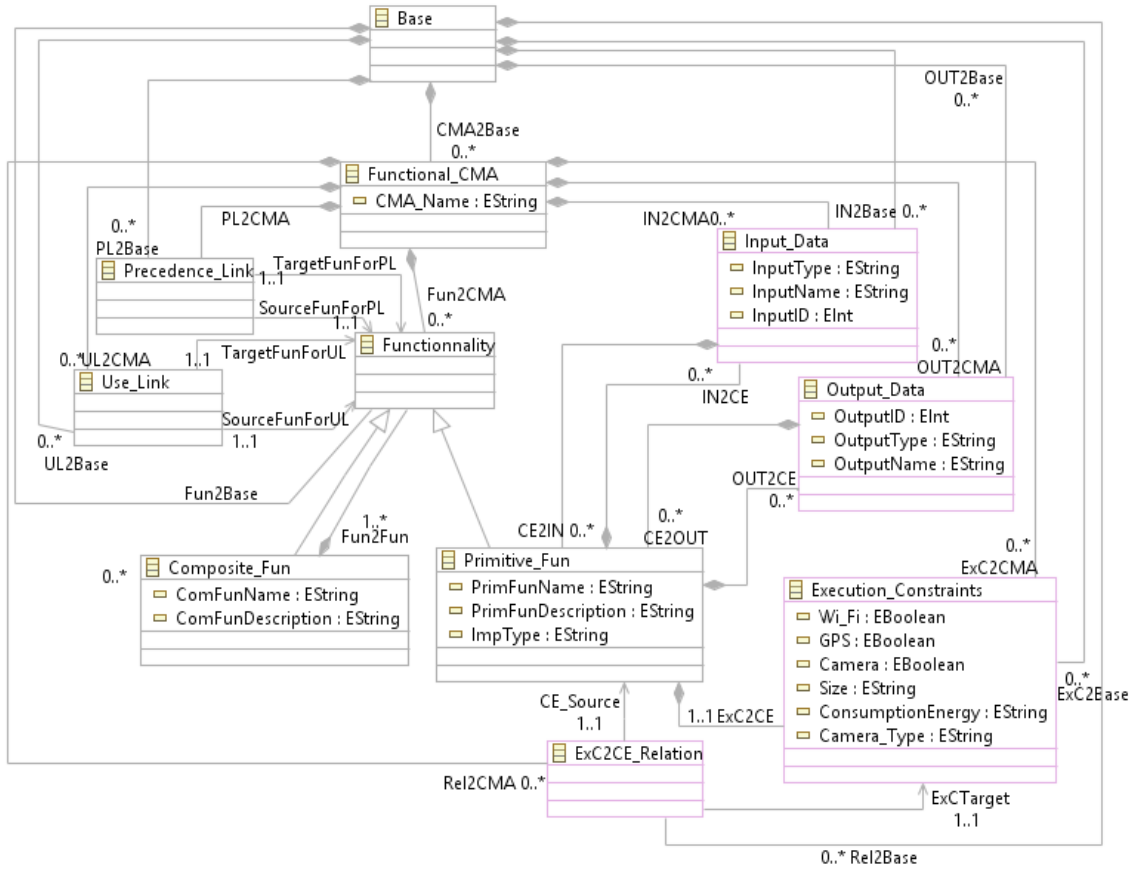 Base
OUT2Base
0..*
CMA2Base
0..*
Functional_CMA
CMA_Name : EString
PL2CMA
0..*
PL2Base
IN2CMA0..*
IN2Base 0..*
Input_Data
InputType : EString
InputName : EString
InputID : EInt
Precedence_Link
TargetFunForPL
1..1
SourceFunForPL
1..1
Fun2CMA
0..*
Functionnality
0..*
UL2CMA
1..1
TargetFunForUL
Use_Link
SourceFunForUL
1..1
0..*
UL2Base
0..*
OUT2CMA
0..*
IN2CE
Output_Data
OutputID : EInt
OutputType : EString
OutputName : EString
Fun2Base
OUT2CE
0..*
1..*
Fun2Fun
CE2IN 0..*
0..*
CE2OUT
0..*
ExC2CMA
0..*
Composite_Fun
ComFunName : EString
ComFunDescription : EString
Primitive_Fun
PrimFunName : EString
PrimFunDescription : EString
ImpType : EString
Execution_Constraints
Wi_Fi : EBoolean
GPS : EBoolean
Camera : EBoolean
Size : EString
ConsumptionEnergy : EString
Camera_Type : EString
0..*
ExC2Base
CE_Source
1..1
1..1 ExC2CE
ExC2CE_Relation
Rel2CMA 0..*
ExCTarget
1..1
0..* Rel2Base